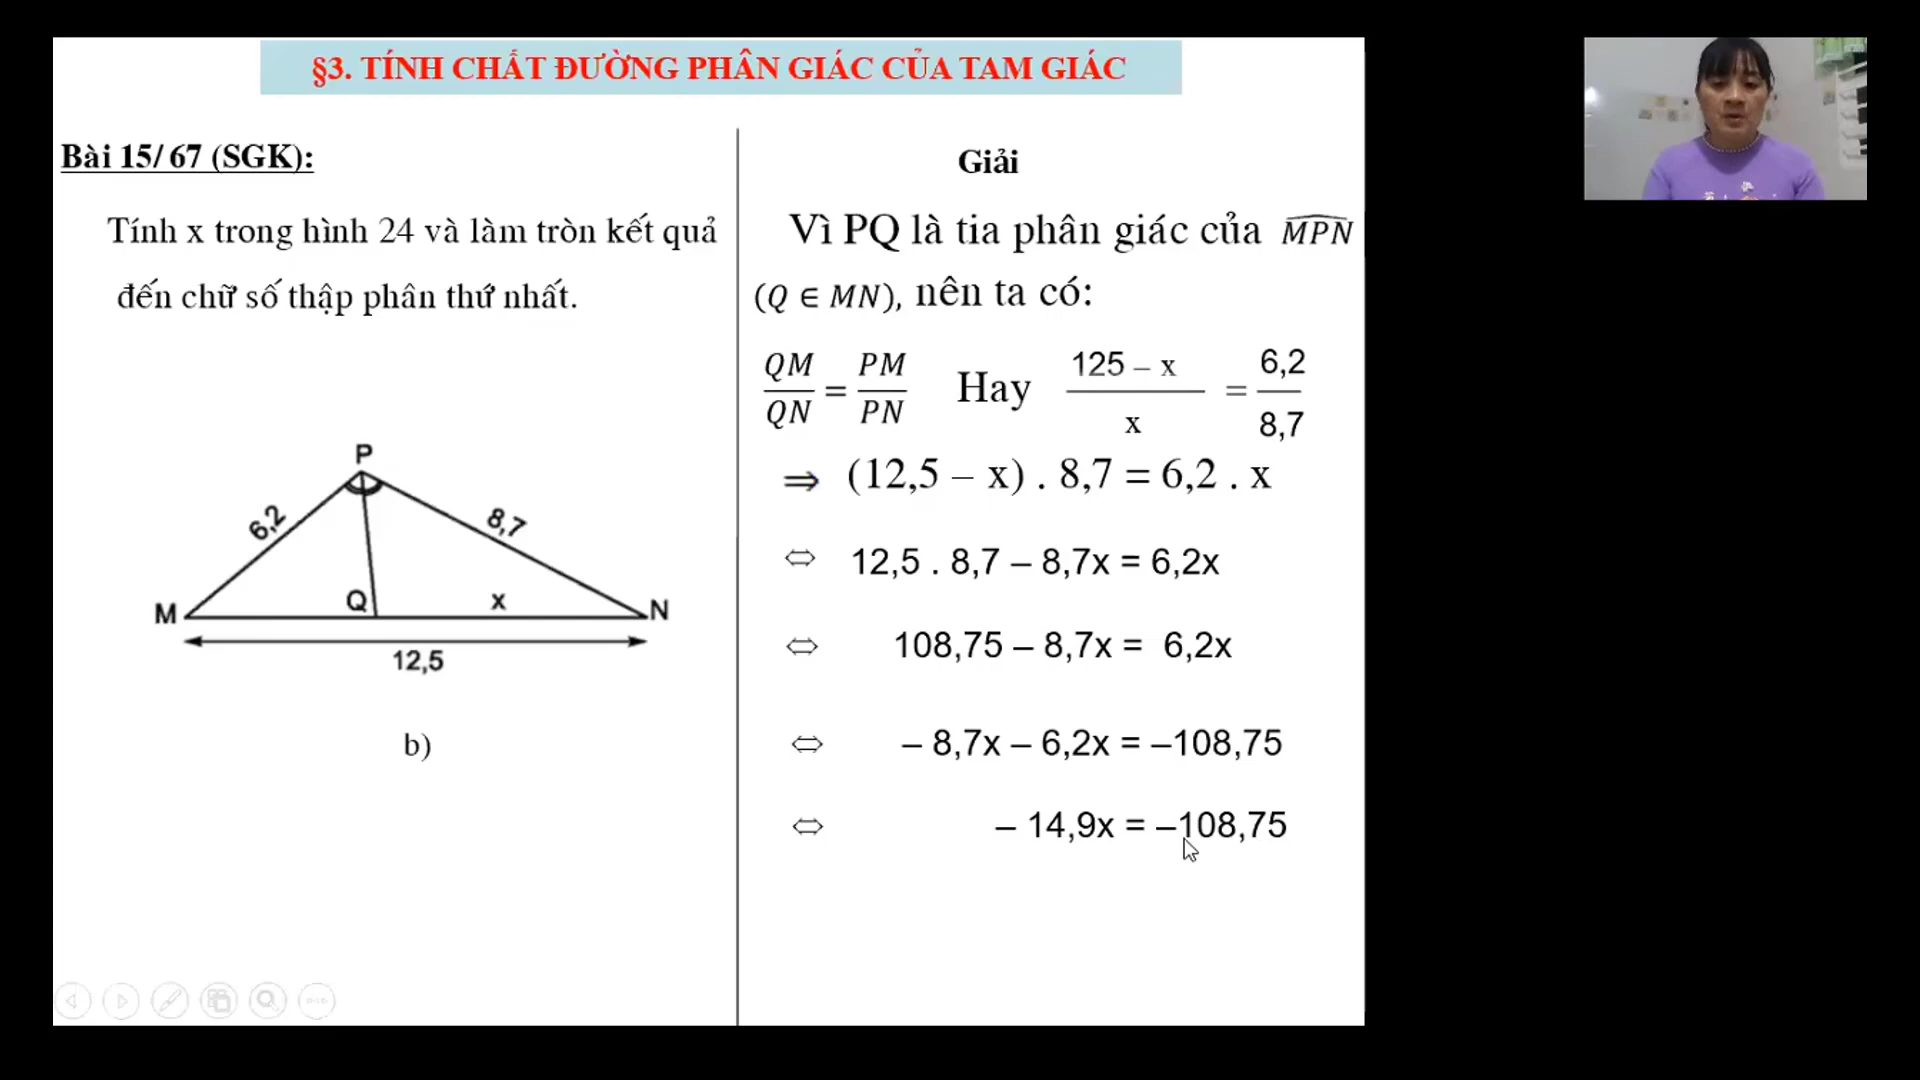 §3. TÍNH CHẤT ĐƯỜNG PHÂN GIÁC CỦA TAM GIÁC
Bài 15/ 67 (SGK):
Tính x trong hình 24 và làm tròn kết quả
đến chữ số thập phân thứ nhất.
P
6,2
8,7
M
Q
x
N
12,5
b)
Giải
Vì PQ là tia phân giác của MPN
(Q ∈ MN), nên ta có:
QM/QN = PM/PN Hay (125 – x)/x = 6,2/8,7
⇒ (12,5 – x) . 8,7 = 6,2 . x
⇔ 12,5 . 8,7 – 8,7x = 6,2x
⇔ 108,75 – 8,7x = 6,2x
⇔ – 8,7x – 6,2x = –108,75
⇔ – 14,9x = –108,75